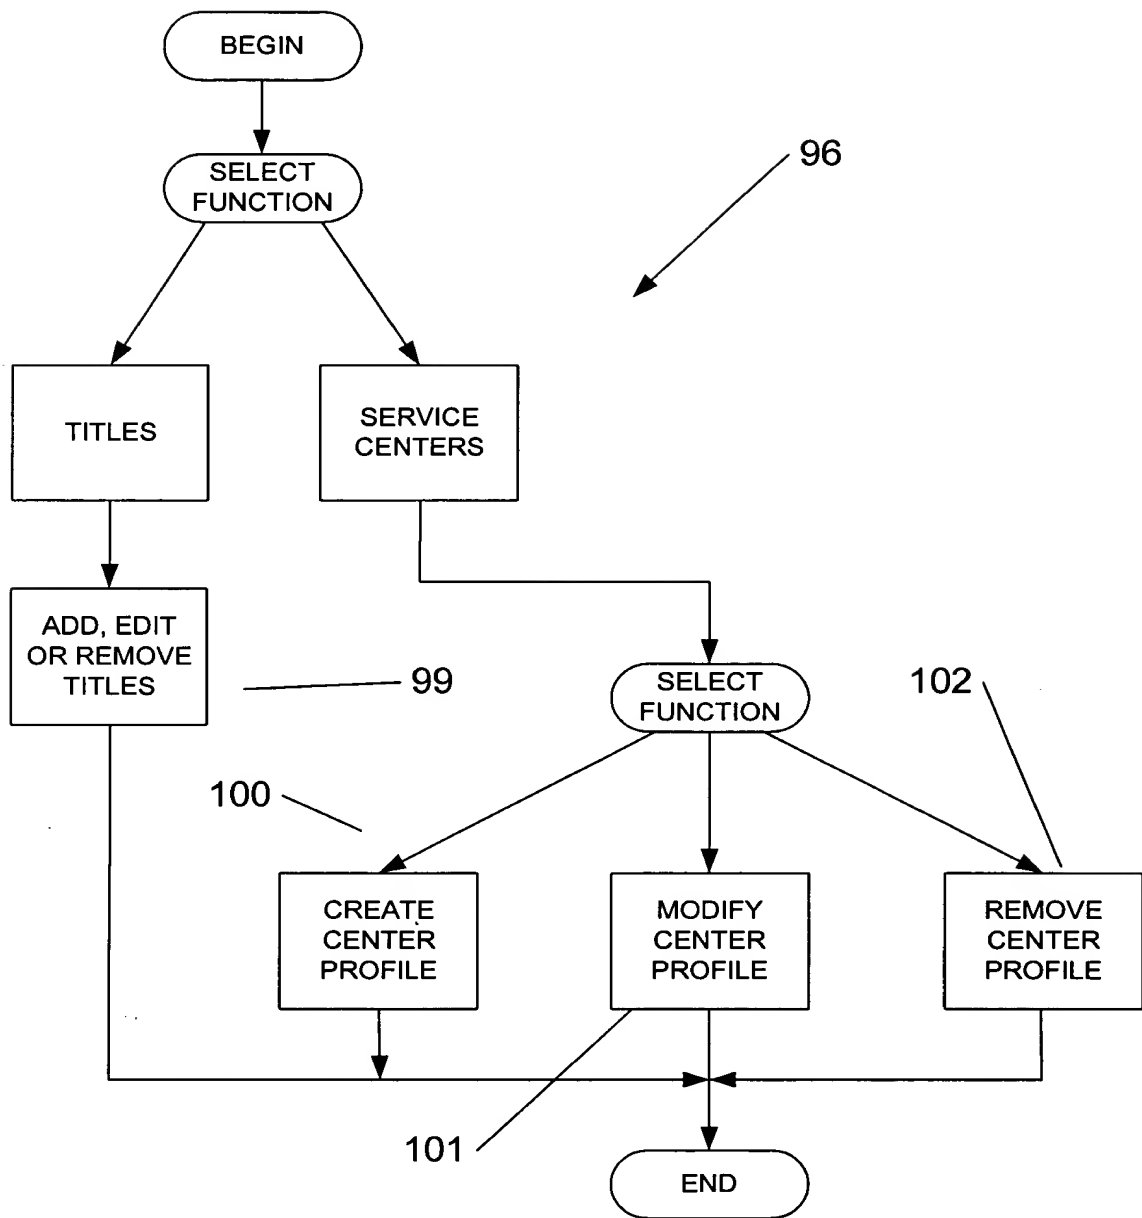 BEGIN
SELECT
FUNCTION
96
TITLES
SERVICE
CENTERS
ADD, EDIT
OR REMOVE
TITLES
99
SELECT
FUNCTION
102
100
CREATE
CENTER
PROFILE
MODIFY
CENTER
PROFILE
REMOVE
CENTER
PROFILE
101
END